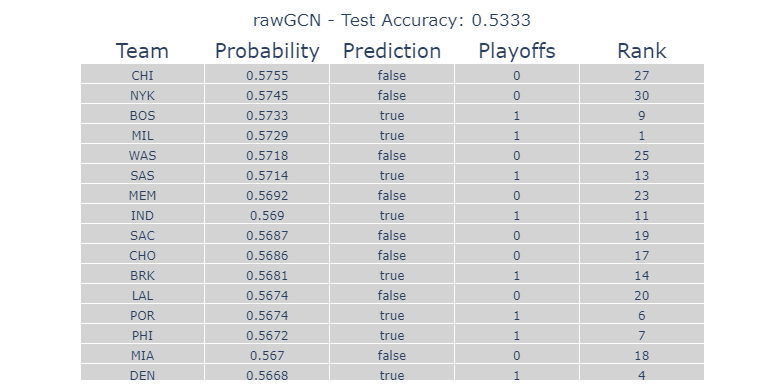 rawGCN - Test Accuracy: 0.5333
Team Probability Prediction Playoffs Rank
CHI 0.5755 false 0 27
NYK 0.5745 false 0 30
BOS 0.5733 true 1 9
MIL 0.5729 true 1 1
WAS 0.5718 false 0 25
SAS 0.5714 true 1 13
MEM 0.5692 false 0 23
IND 0.569 true 1 11
SAC 0.5687 false 0 19
CHO 0.5686 false 0 17
BRK 0.5681 true 1 14
LAL 0.5674 false 0 20
POR 0.5674 true 1 6
PHI 0.5672 true 1 7
MIA 0.567 false 0 18
DEN 0.5668 true 1 4